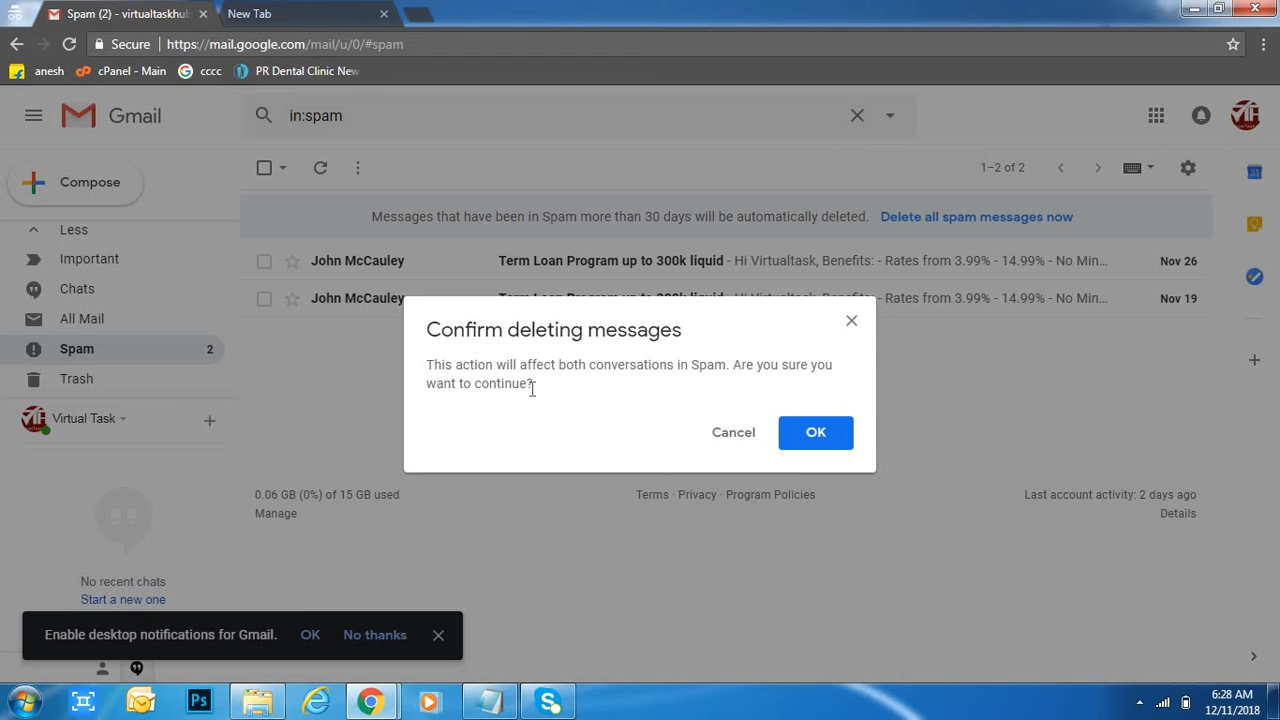 Spam (2) - virtualtaskhub
New Tab
Secure
https://mail.google.com/mail/u/0/#spam
anesh
cPanel - Main
cccc
PR Dental Clinic New
Gmail
in:spam
Compose
1–2 of 2
Messages that have been in Spam more than 30 days will be automatically deleted. Delete all spam messages now
Less
Important
Chats
All Mail
Spam 2
Trash
Virtual Task
John McCauley Term Loan Program up to 300k liquid - Hi Virtualtask, Benefits: - Rates from 3.99% - 14.99% - No Min... Nov 26
John McCauley Term Loan Program up to 300k liquid - Hi Virtualtask, Benefits: - Rates from 3.99% - 14.99% - No Min... Nov 19
Confirm deleting messages
This action will affect both conversations in Spam. Are you sure you
want to continue?
Cancel
OK
0.06 GB (0%) of 15 GB used
Manage
Terms · Privacy · Program Policies
Last account activity: 2 days ago
Details
No recent chats
Start a new one
Enable desktop notifications for Gmail. OK No thanks
Ps
6:28 AM
12/11/2018